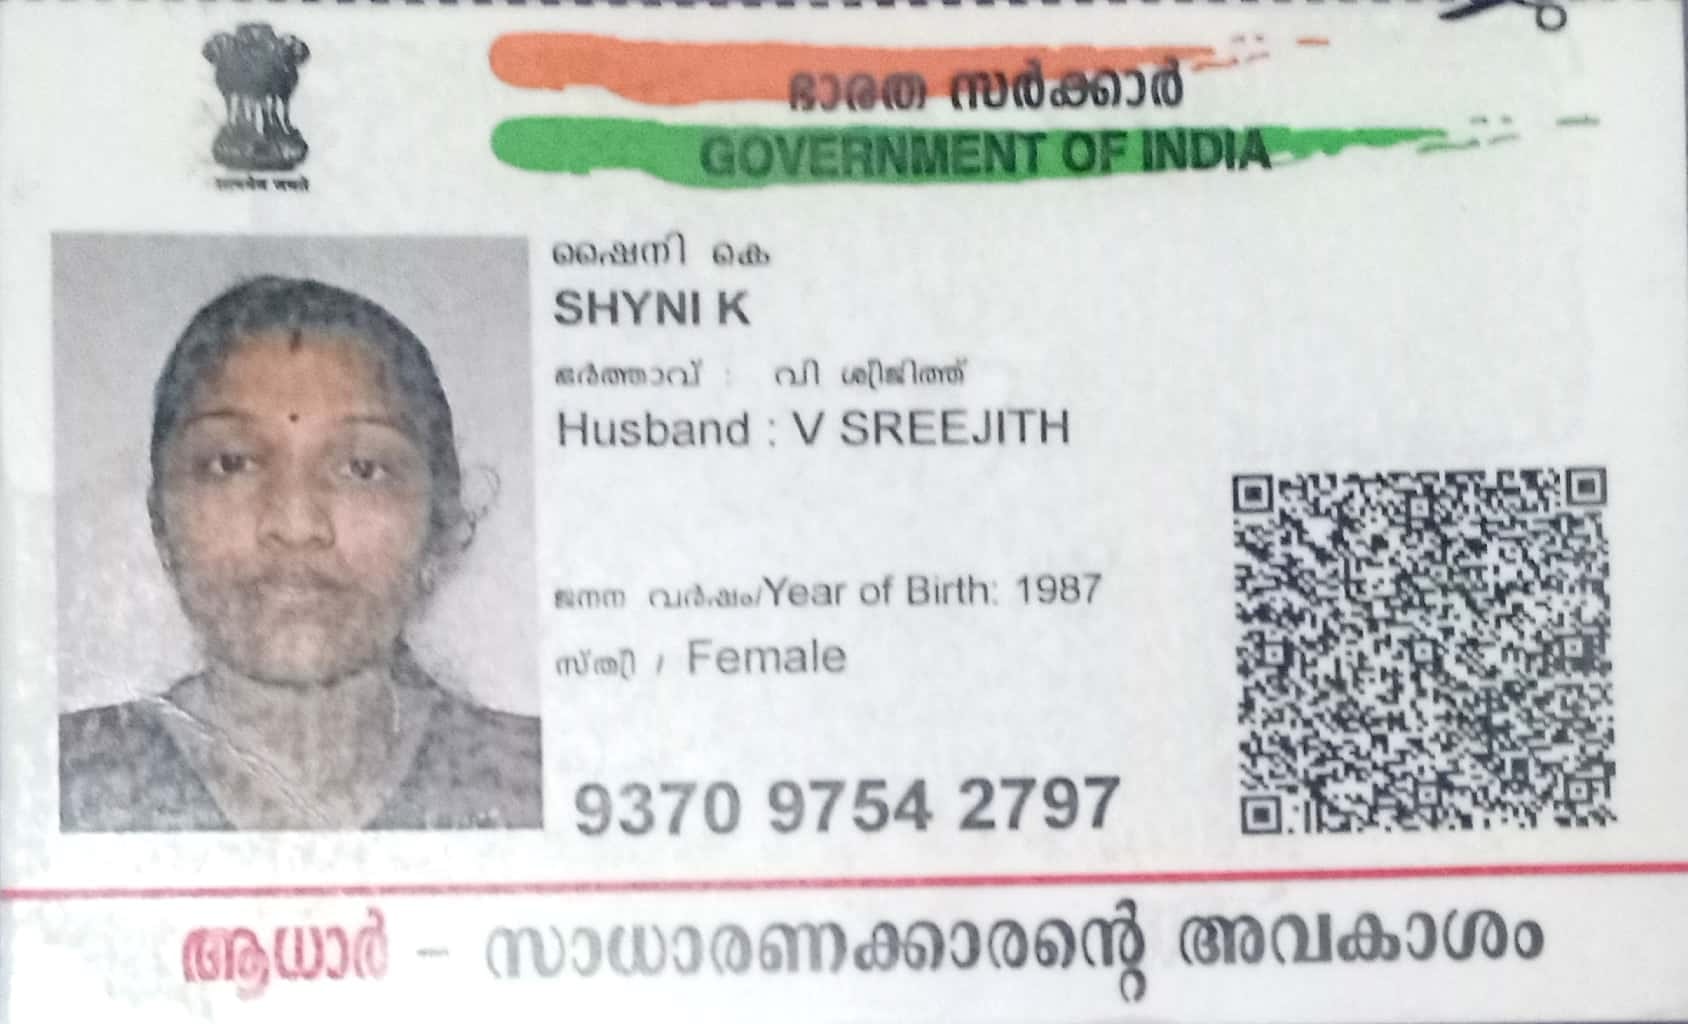 सत्यमेव जयते
ഭാരത സർക്കാർ
GOVERNMENT OF INDIA
ഷൈനി കെ
SHYNI K
ഭർത്താവ് : വി ശ്രീജിത്ത്
Husband : V SREEJITH
ജനന വർഷം/Year of Birth: 1987
സ്ത്രീ / Female
9370 9754 2797
ആധാർ - സാധാരണക്കാരന്റെ അവകാശം